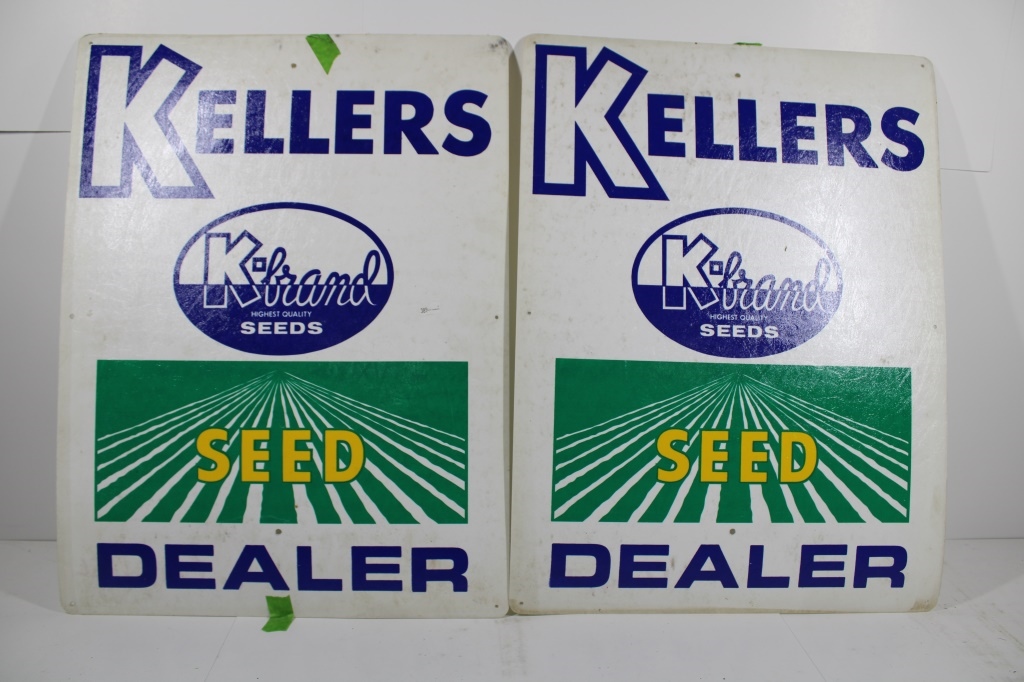 KELLERS
K-brand
HIGHEST QUALITY
SEEDS
SEED
DEALER
KELLERS
K-brand
HIGHEST QUALITY
SEEDS
SEED
DEALER